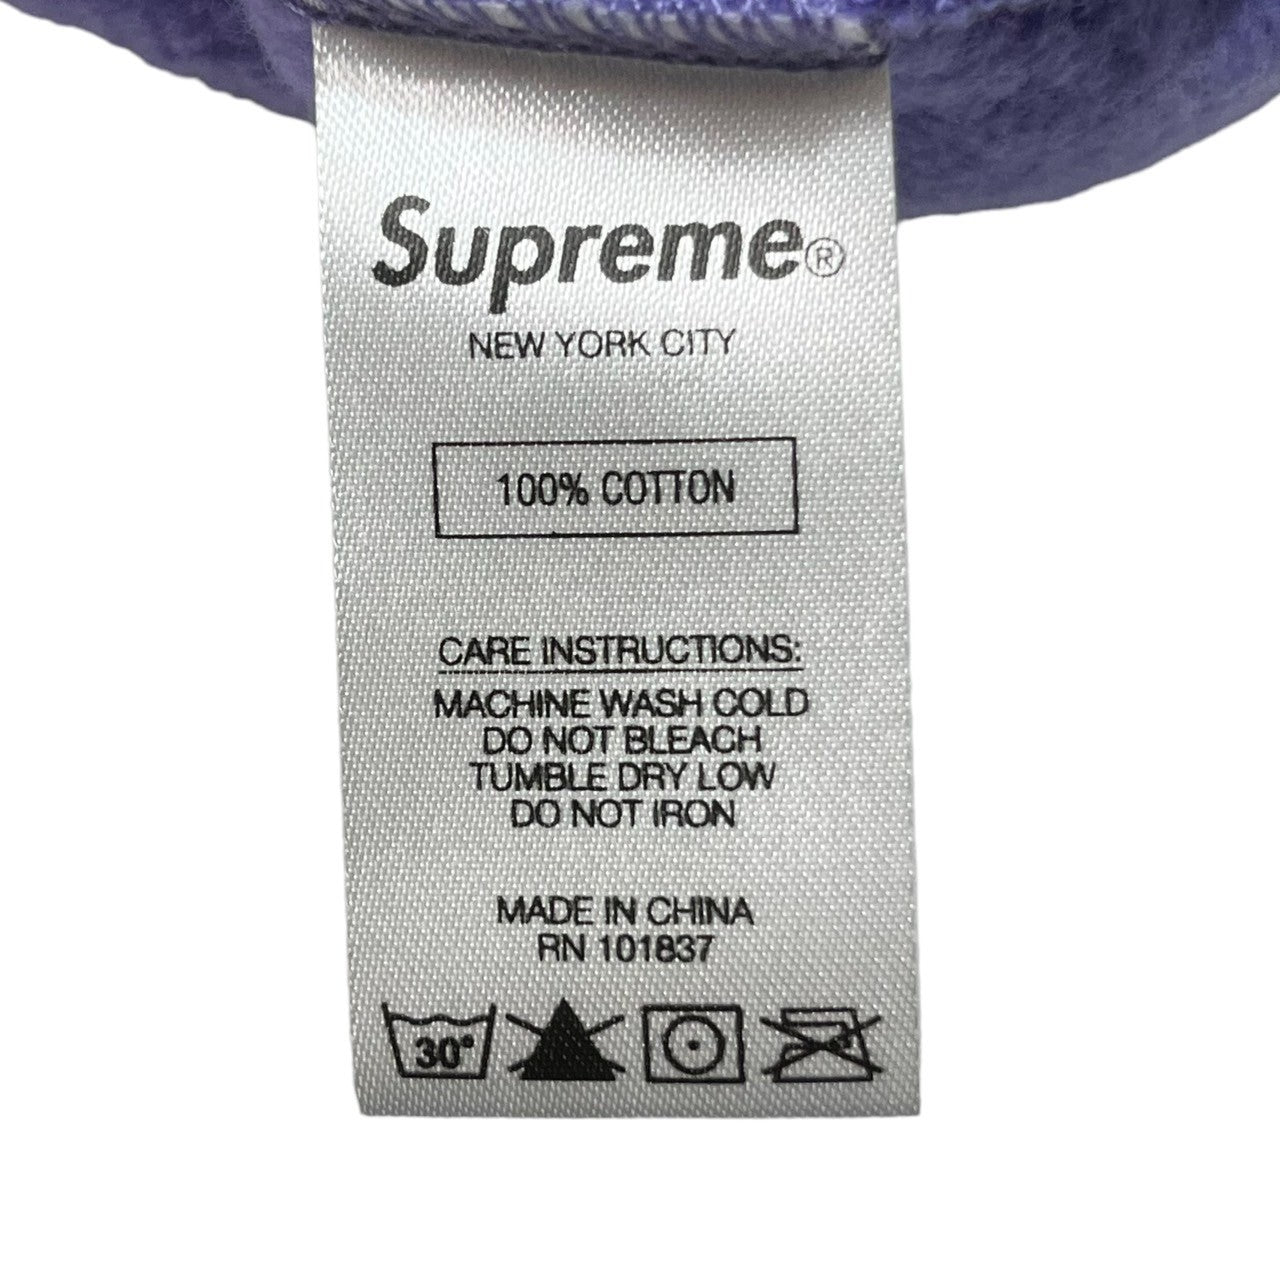 Supreme®
NEW YORK CITY
100% COTTON
CARE INSTRUCTIONS:
MACHINE WASH COLD
DO NOT BLEACH
TUMBLE DRY LOW
DO NOT IRON
MADE IN CHINA
RN 101837
30°